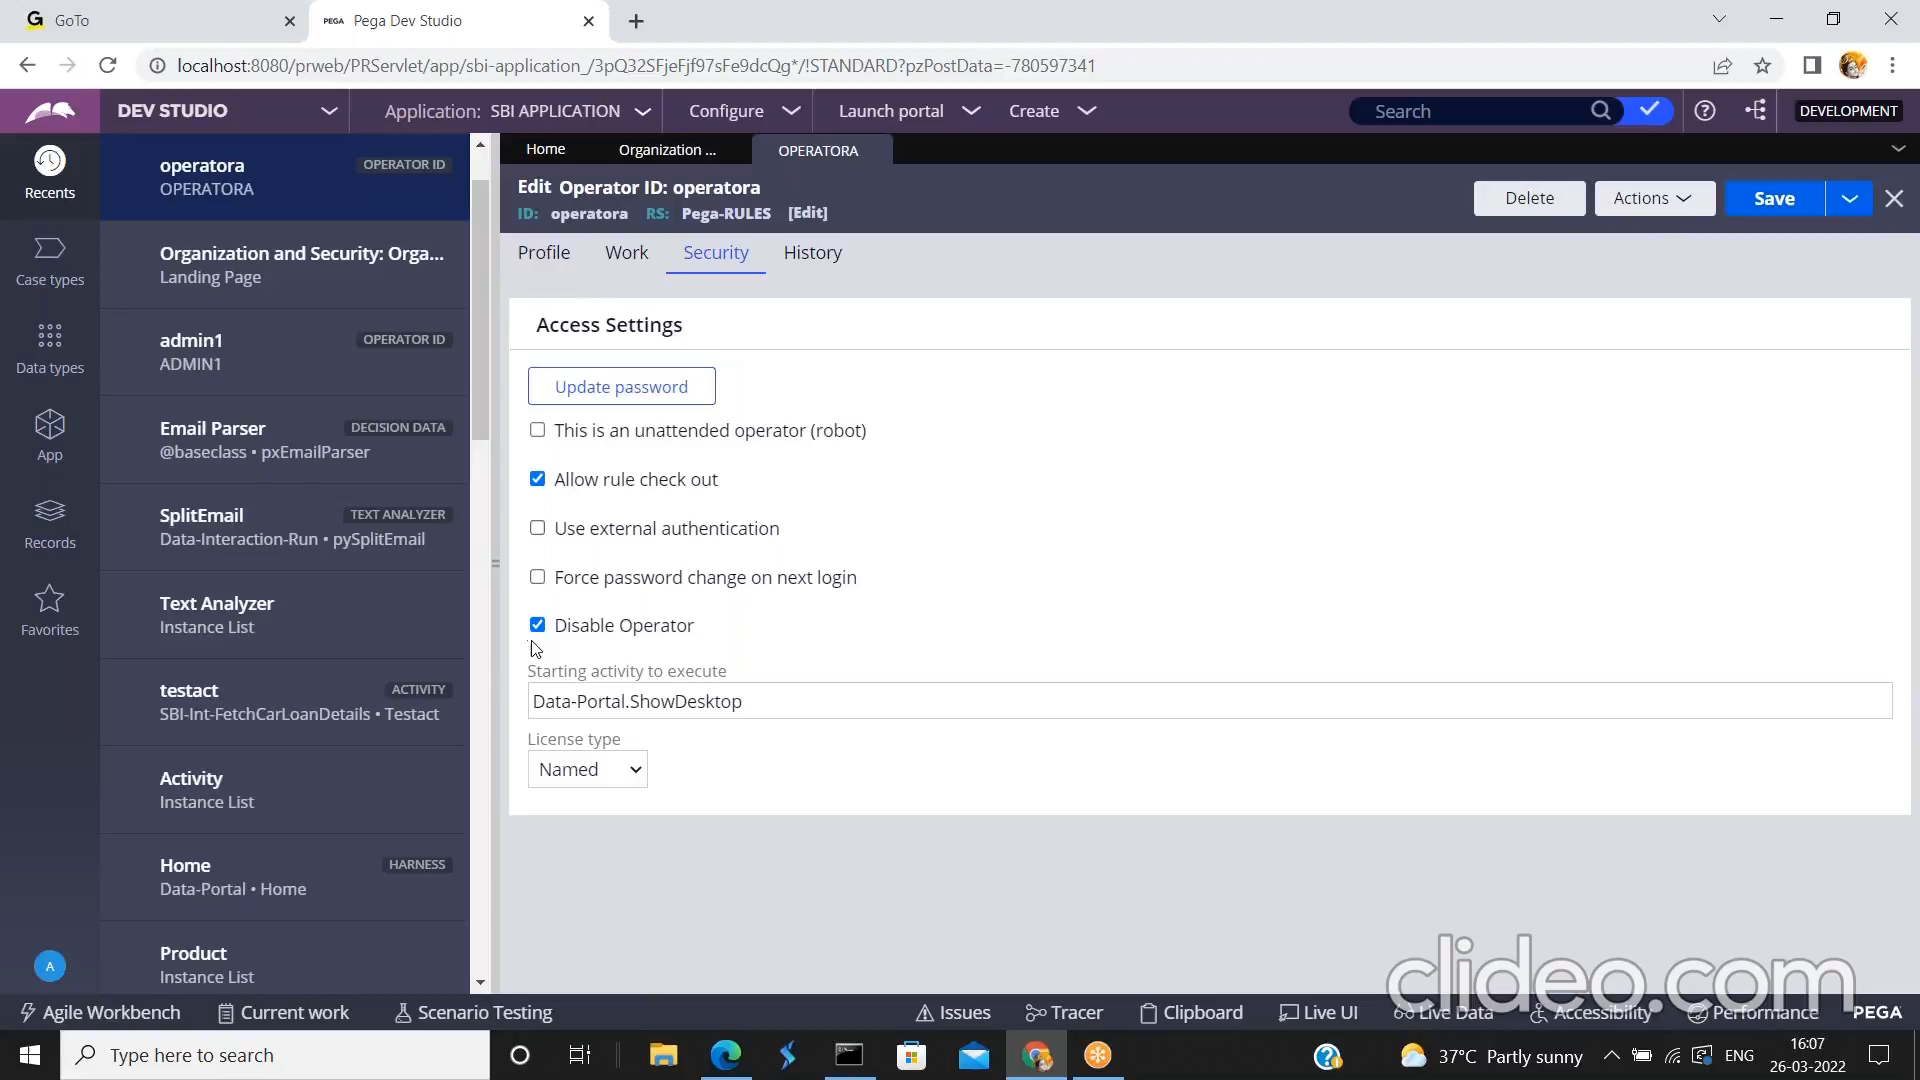 GoTo
PEGA Pega Dev Studio
localhost:8080/prweb/PRServlet/app/sbi-application_/3pQ32SFjeFjf97sFe9dcQg*/!STANDARD?pzPostData=-780597341
DEV STUDIO
Application: SBI APPLICATION
Configure
Launch portal
Create
Search
DEVELOPMENT
Recents
Case types
Data types
App
Records
Favorites
A
operatora OPERATOR ID
OPERATORA
Organization and Security: Orga...
Landing Page
admin1 OPERATOR ID
ADMIN1
Email Parser DECISION DATA
@baseclass • pxEmailParser
SplitEmail TEXT ANALYZER
Data-Interaction-Run • pySplitEmail
Text Analyzer
Instance List
testact ACTIVITY
SBI-Int-FetchCarLoanDetails • Testact
Activity
Instance List
Home HARNESS
Data-Portal • Home
Product
Instance List
Home
Organization ...
OPERATORA
Edit Operator ID: operatora
ID: operatora RS: Pega-RULES [Edit]
Delete
Actions
Save
Profile
Work
Security
History
Access Settings
Update password
This is an unattended operator (robot)
Allow rule check out
Use external authentication
Force password change on next login
Disable Operator
Starting activity to execute
Data-Portal.ShowDesktop
License type
Named
clideo.com
Agile Workbench
Current work
Scenario Testing
Issues
Tracer
Clipboard
Live UI
Live Data
Accessibility
Performance
PEGA
Type here to search
37°C Partly sunny
ENG
16:07
26-03-2022